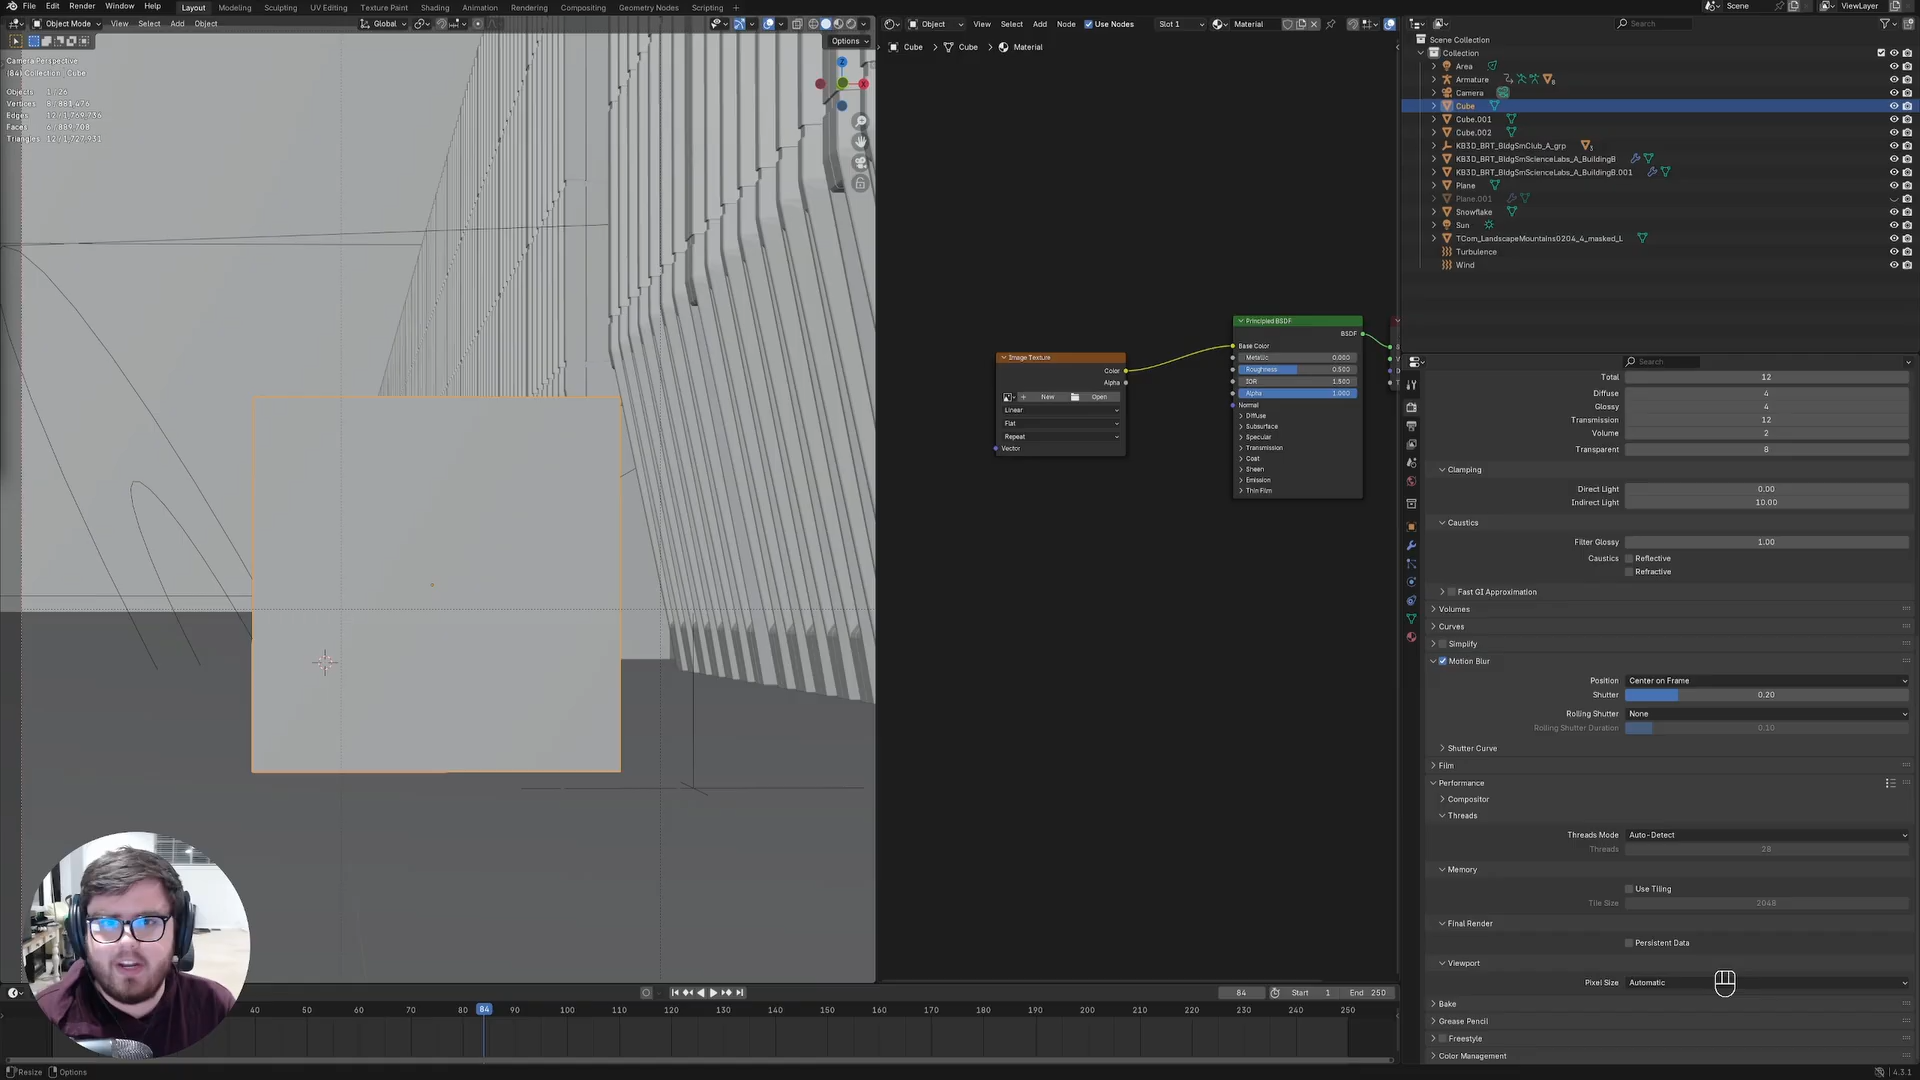 File Edit Render Window Help Layout Modeling Sculpting UV Editing Texture Paint Shading Animation Rendering Compositing Geometry Nodes Scripting + Scene ViewLayer
Object Mode View Select Add Object Global Object View Select Add Node Use Nodes Slot 1 Material Search
Options
Cube Cube Material
Camera Perspective
(84) Collection | Cube
Objects 1/26
Vertices 8/881,476
Edges 12/1,769,736
Faces 6/889,708
Triangles 12/1,727,931
Z
X
Scene Collection
Collection
Area
Armature 8
Camera
Cube
Cube.001
Cube.002
KB3D_BRT_BldgSmClub_A_grp
KB3D_BRT_BldgSmScienceLabs_A_BuildingB
KB3D_BRT_BldgSmScienceLabs_A_BuildingB.001
Plane
Plane.001
Snowflake
Sun
TCom_LandscapeMountains0204_4_masked_L
Turbulence
Wind
Image Texture
Color
Alpha
New Open
Linear
Flat
Repeat
Vector
Principled BSDF
BSDF
Base Color
Metallic 0.000
Roughness 0.500
IOR 1.500
Alpha 1.000
Normal
Diffuse
Subsurface
Specular
Transmission
Coat
Sheen
Emission
Thin Film
Search
Total 12
Diffuse 4
Glossy 4
Transmission 12
Volume 2
Transparent 8
Clamping
Direct Light 0.00
Indirect Light 10.00
Caustics
Filter Glossy 1.00
Caustics Reflective
Refractive
Fast GI Approximation
Volumes
Curves
Simplify
Motion Blur
Position Center on Frame
Shutter 0.20
Rolling Shutter None
Rolling Shutter Duration 0.10
Shutter Curve
Film
Performance
Compositor
Threads
Threads Mode Auto-Detect
Threads 28
Memory
Use Tiling
Tile Size 2048
Final Render
Persistent Data
Viewport
Pixel Size Automatic
Bake
Grease Pencil
Freestyle
Color Management
84 Start 1 End 250
40 50 60 70 80 84 90 100 110 120 130 140 150 160 170 180 190 200 210 220 230 240 250
Resize Options
4.3.1